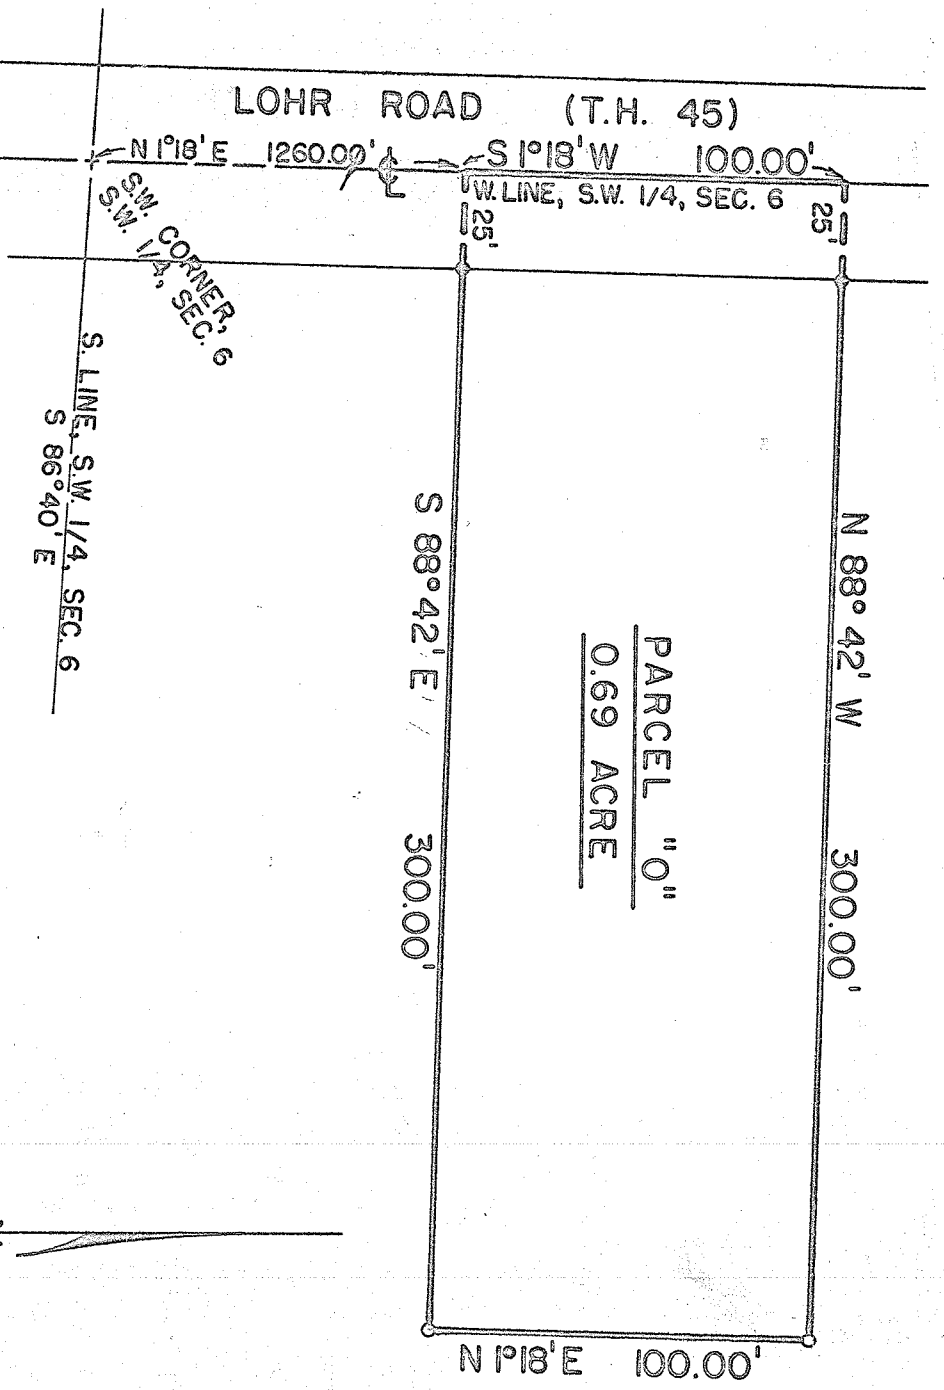 LOHR ROAD (T.H. 45)
N 1°18' E 1260.00'
S 1°18' W 100.00'
W. LINE, S.W. 1/4, SEC. 6
25'
25'
S.W. CORNER,
S.W. 1/4, SEC. 6
S. LINE, S.W. 1/4, SEC. 6
S 86°40' E
S 88°42' E
300.00'
N 88°42' W
300.00'
PARCEL "O"
0.69 ACRE
N 1°18' E 100.00'